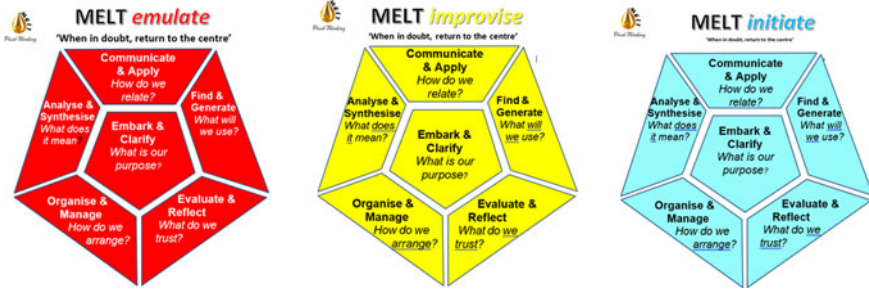 MELT emulate
'When in doubt, return to the centre'
Communicate
& Apply
How do we
relate?
Analyse &
Synthesise
What does
it mean?
Find &
Generate
What will
we use?
Embark &
Clarify
What is our
purpose?
Organise &
Manage
How do we
arrange?
Evaluate &
Reflect
What do we
trust?
MELT improvise
'When in doubt, return to the centre'
Communicate
& Apply
How do we
relate?
Analyse &
Synthesise
What does
it mean?
Find &
Generate
What will
we use?
Embark &
Clarify
What is our
purpose?
Organise &
Manage
How do we
arrange?
Evaluate &
Reflect
What do we
trust?
MELT initiate
'When in doubt, return to the centre'
Communicate
& Apply
How do we
relate?
Analyse &
Synthesise
What does
it mean?
Find &
Generate
What will
we use?
Embark &
Clarify
What is our
purpose?
Organise &
Manage
How do we
arrange?
Evaluate &
Reflect
What do we
trust?